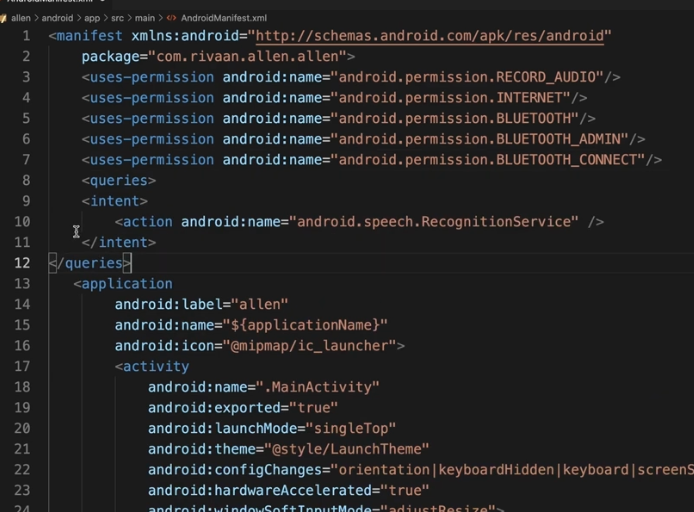 allen > android > app > src > main > AndroidManifest.xml
1 <manifest xmlns:android="http://schemas.android.com/apk/res/android"
2 package="com.rivaan.allen.allen">
3 <uses-permission android:name="android.permission.RECORD_AUDIO"/>
4 <uses-permission android:name="android.permission.INTERNET"/>
5 <uses-permission android:name="android.permission.BLUETOOTH"/>
6 <uses-permission android:name="android.permission.BLUETOOTH_ADMIN"/>
7 <uses-permission android:name="android.permission.BLUETOOTH_CONNECT"/>
8 <queries>
9 <intent>
10 <action android:name="android.speech.RecognitionService" />
11 </intent>
12 </queries>
13 <application
14 android:label="allen"
15 android:name="${applicationName}"
16 android:icon="@mipmap/ic_launcher">
17 <activity
18 android:name=".MainActivity"
19 android:exported="true"
20 android:launchMode="singleTop"
21 android:theme="@style/LaunchTheme"
22 android:configChanges="orientation|keyboardHidden|keyboard|screenS
23 android:hardwareAccelerated="true"
24 android:windowSoftInputMode="adjustResize">